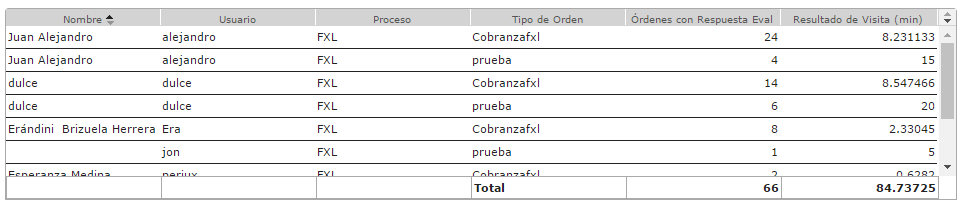 Nombre Usuario Proceso Tipo de Orden Órdenes con Respuesta Eval Resultado de Visita (min)
Juan Alejandro alejandro FXL Cobranzafxl 24 8.231133
Juan Alejandro alejandro FXL prueba 4 15
dulce dulce FXL Cobranzafxl 14 8.547466
dulce dulce FXL prueba 6 20
Erándini Brizuela Herrera Era FXL Cobranzafxl 8 2.33045
jon FXL prueba 1 5
Esperanza Medina FXL Cobranzafxl 2 0.6282
Total 66 84.73725